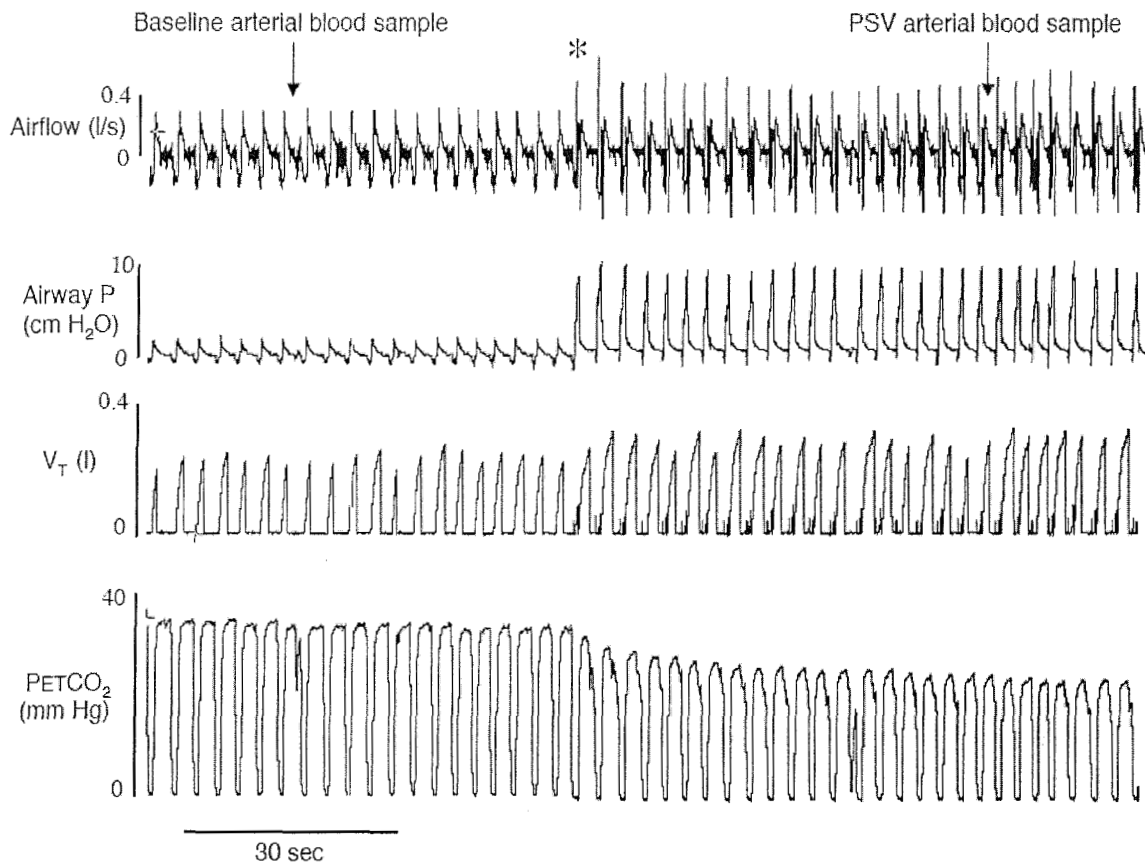 Baseline arterial blood sample
PSV arterial blood sample
*
0.4
Airflow (l/s)
0
10
Airway P
(cm H₂O)
0
0.4
V_T (l)
0
40
PETCO₂
(mm Hg)
0
30 sec